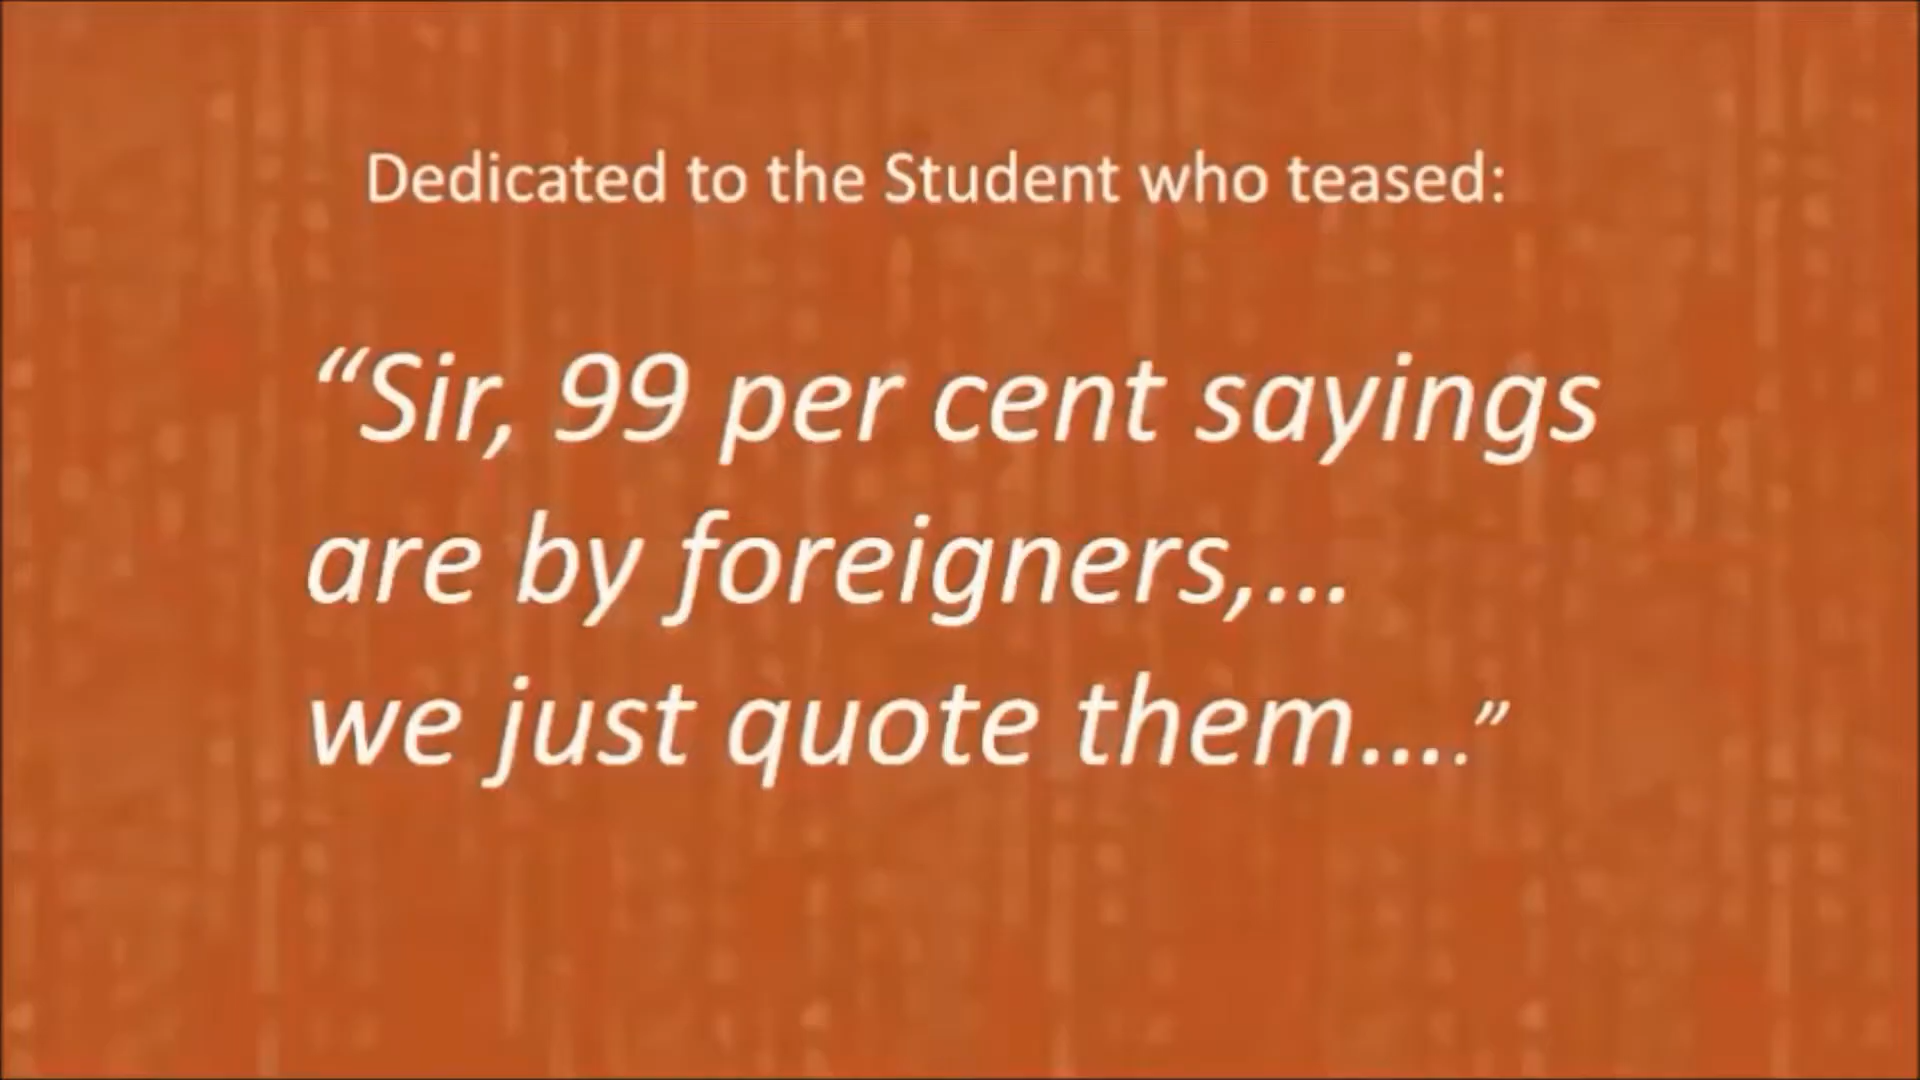 Dedicated to the Student who teased:
“Sir, 99 per cent sayings
are by foreigners,...
we just quote them....”